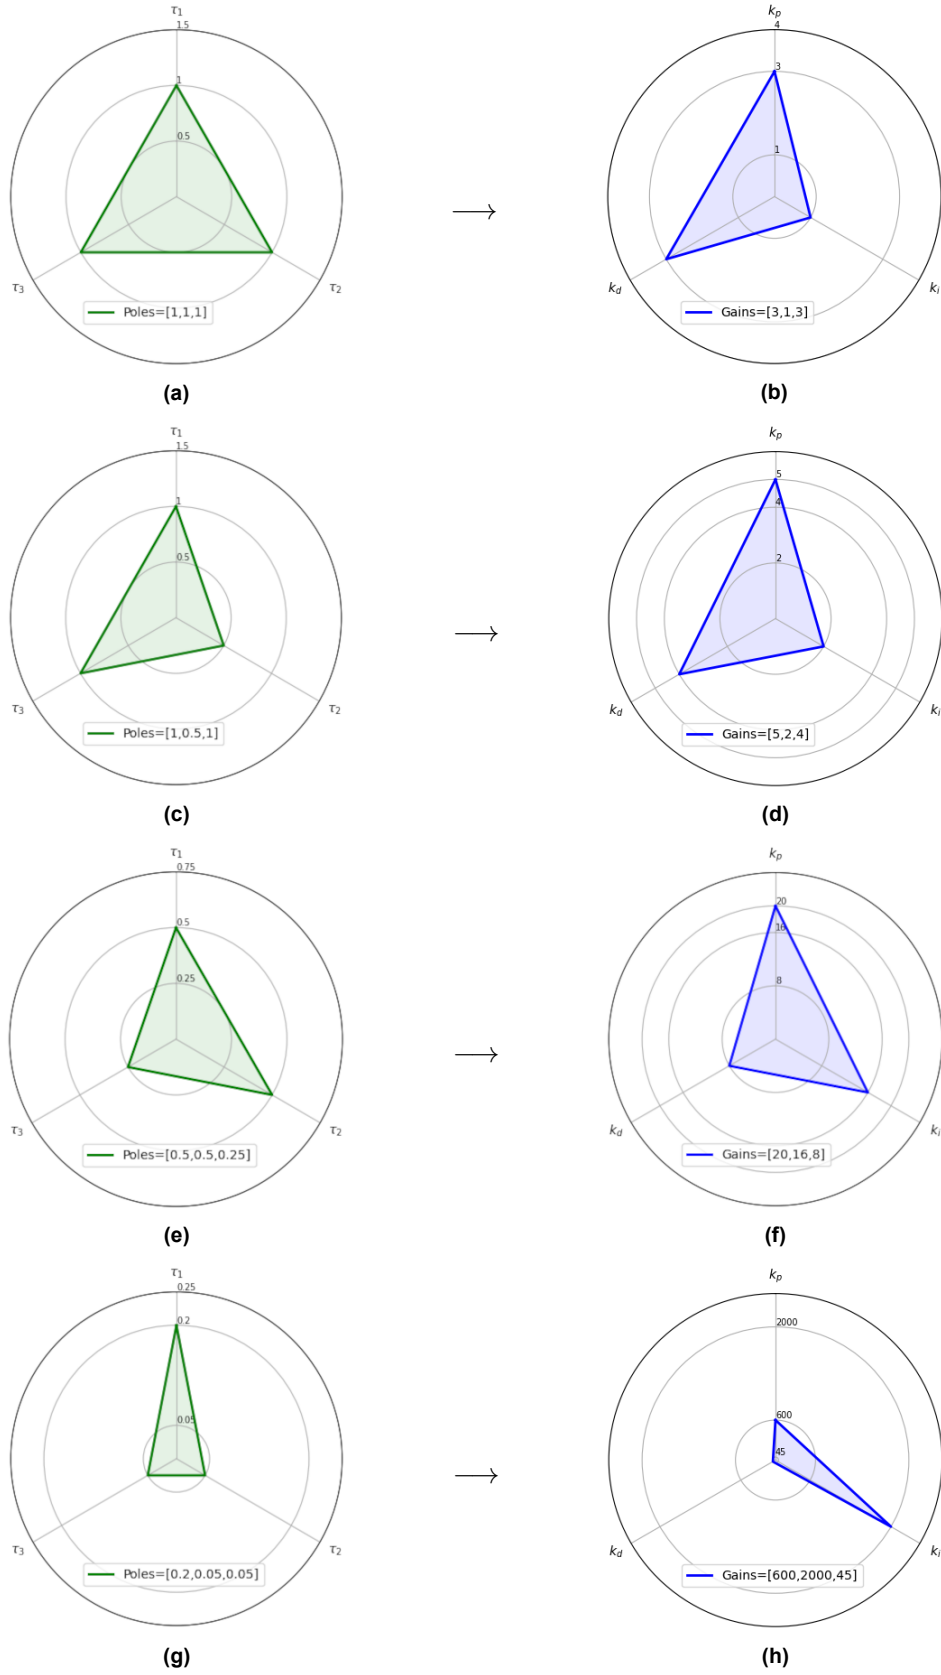 τ1
1.5
1
0.5
τ3
τ2
Poles=[1,1,1]
(a)
→
kp
4
3
1
kd
ki
Gains=[3,1,3]
(b)
τ1
1.5
1
0.5
τ3
τ2
Poles=[1,0.5,1]
(c)
→
kp
5
4
2
kd
ki
Gains=[5,2,4]
(d)
τ1
0.75
0.5
0.25
τ3
τ2
Poles=[0.5,0.5,0.25]
(e)
→
kp
20
16
8
kd
ki
Gains=[20,16,8]
(f)
τ1
0.25
0.2
0.05
τ3
τ2
Poles=[0.2,0.05,0.05]
(g)
→
kp
2000
600
45
kd
ki
Gains=[600,2000,45]
(h)